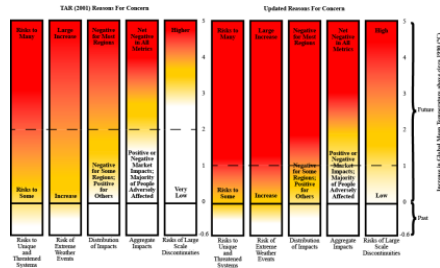 TAR (2001) Reasons For Concern
Updated Reasons For Concern
Risks to
Many
Large
Increase
Negative
for Most
Regions
Net
Negative
in All
Metrics
Higher
5
4
3
2
1
0
-0.6
Risks to
Some
Increase
Negative
for Some
Regions;
Positive
for
Others
Positive or
Negative
Market
Impacts;
Majority
of People
Adversely
Affected
Very
Low
Risks to
Unique
and
Threatened
Systems
Risk of
Extreme
Weather
Events
Distribution
of Impacts
Aggregate
Impacts
Risks of Large
Scale
Discontinuities
Risks to
Many
Large
Increase
Negative
for Most
Regions
Net
Negative
in All
Metrics
High
5
4
3
2
1
0
-0.6
Risks to
Some
Increase
Negative
for Some
Regions;
Positive
for
Others
Positive or
Negative
Market
Impacts;
Majority
of People
Adversely
Affected
Low
Risks to
Unique
and
Threatened
Systems
Risk of
Extreme
Weather
Events
Distribution
of Impacts
Aggregate
Impacts
Risks of Large
Scale
Discontinuities
Future
Past
Increase in Global Mean Temperature above circa 1990 (°C)